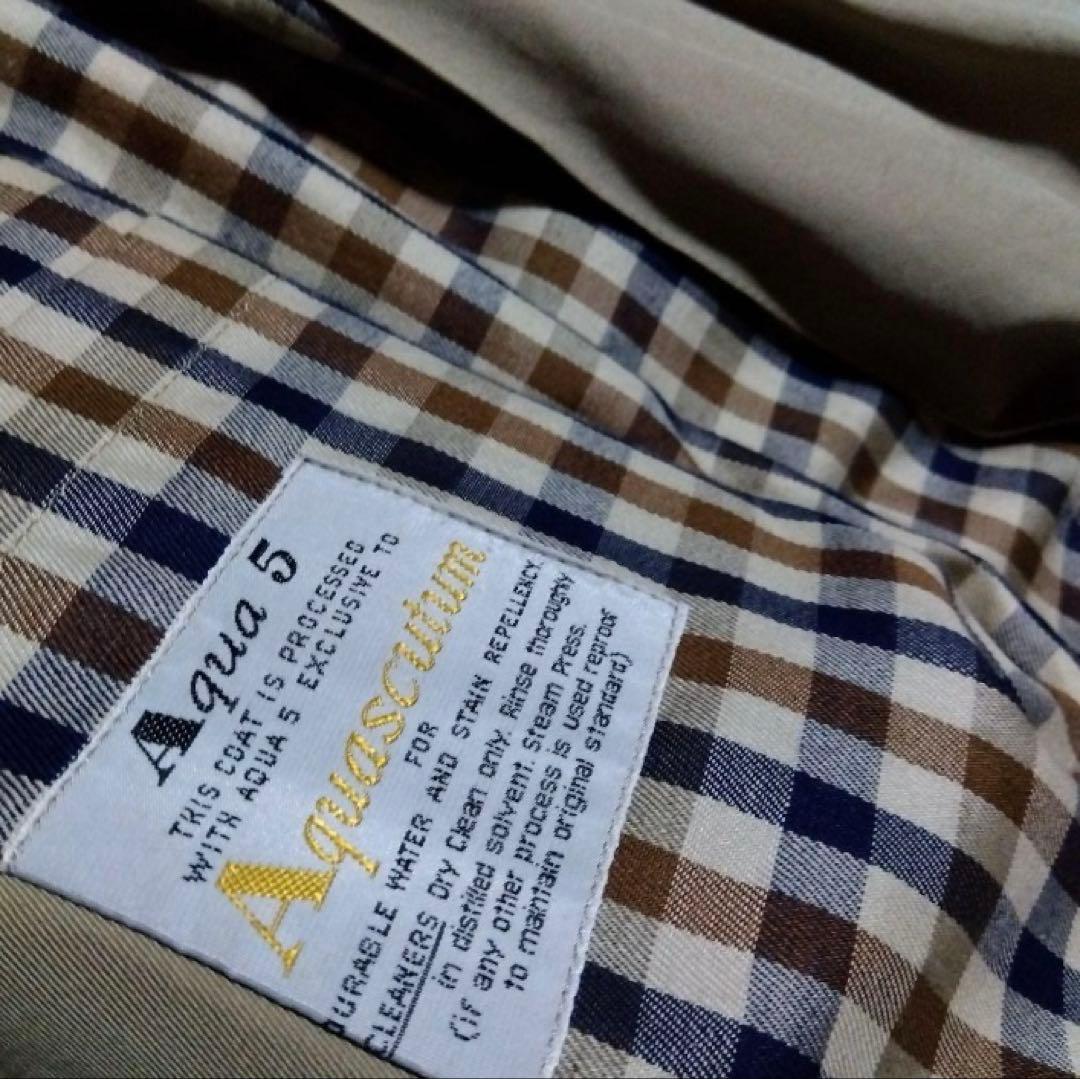 Aqua 5
THIS COAT IS PROCESSED
WITH AQUA 5 EXCLUSIVE TO
Aquascutum
FOR
DURABLE WATER AND STAIN REPELLENCY.
CLEANERS Dry Clean only. Rinse thoroughly
in distilled solvent. Steam Press.
(if any other process is used reproof
to maintain original standard)